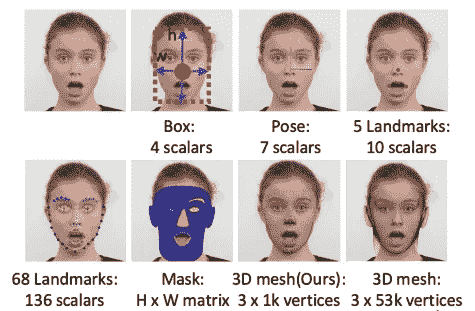 h
w
Box:
4 scalars
Pose:
7 scalars
5 Landmarks:
10 scalars
68 Landmarks:
136 scalars
Mask:
H x W matrix
3D mesh(Ours):
3 x 1k vertices
3D mesh:
3 x 53k vertices